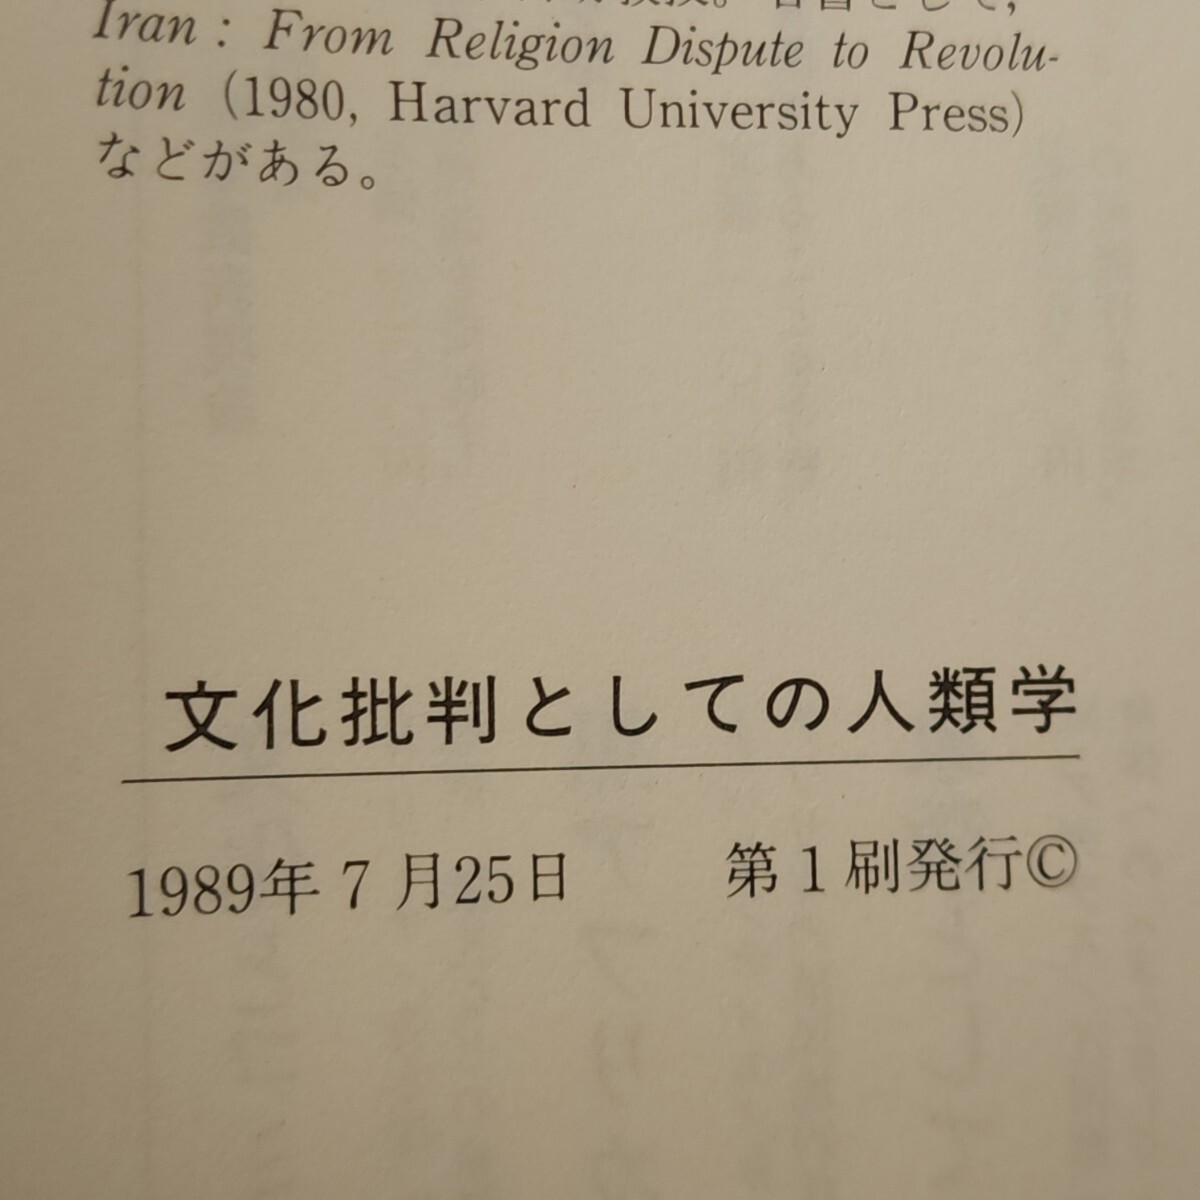 Iran : From Religion Dispute to Revolu-
tion (1980, Harvard University Press)
などがある。
文化批判としての人類学
1989年7月25日 第1刷発行©